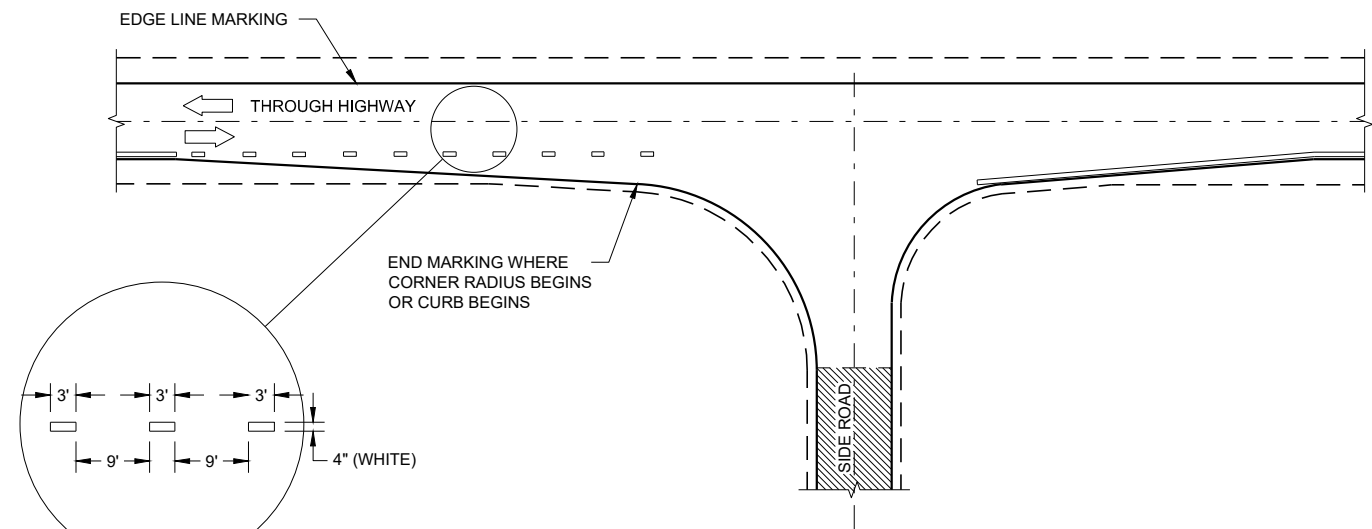 EDGE LINE MARKING
THROUGH HIGHWAY
END MARKING WHERE
CORNER RADIUS BEGINS
OR CURB BEGINS
SIDE ROAD
3' 3' 3'
9' 9'
4" (WHITE)